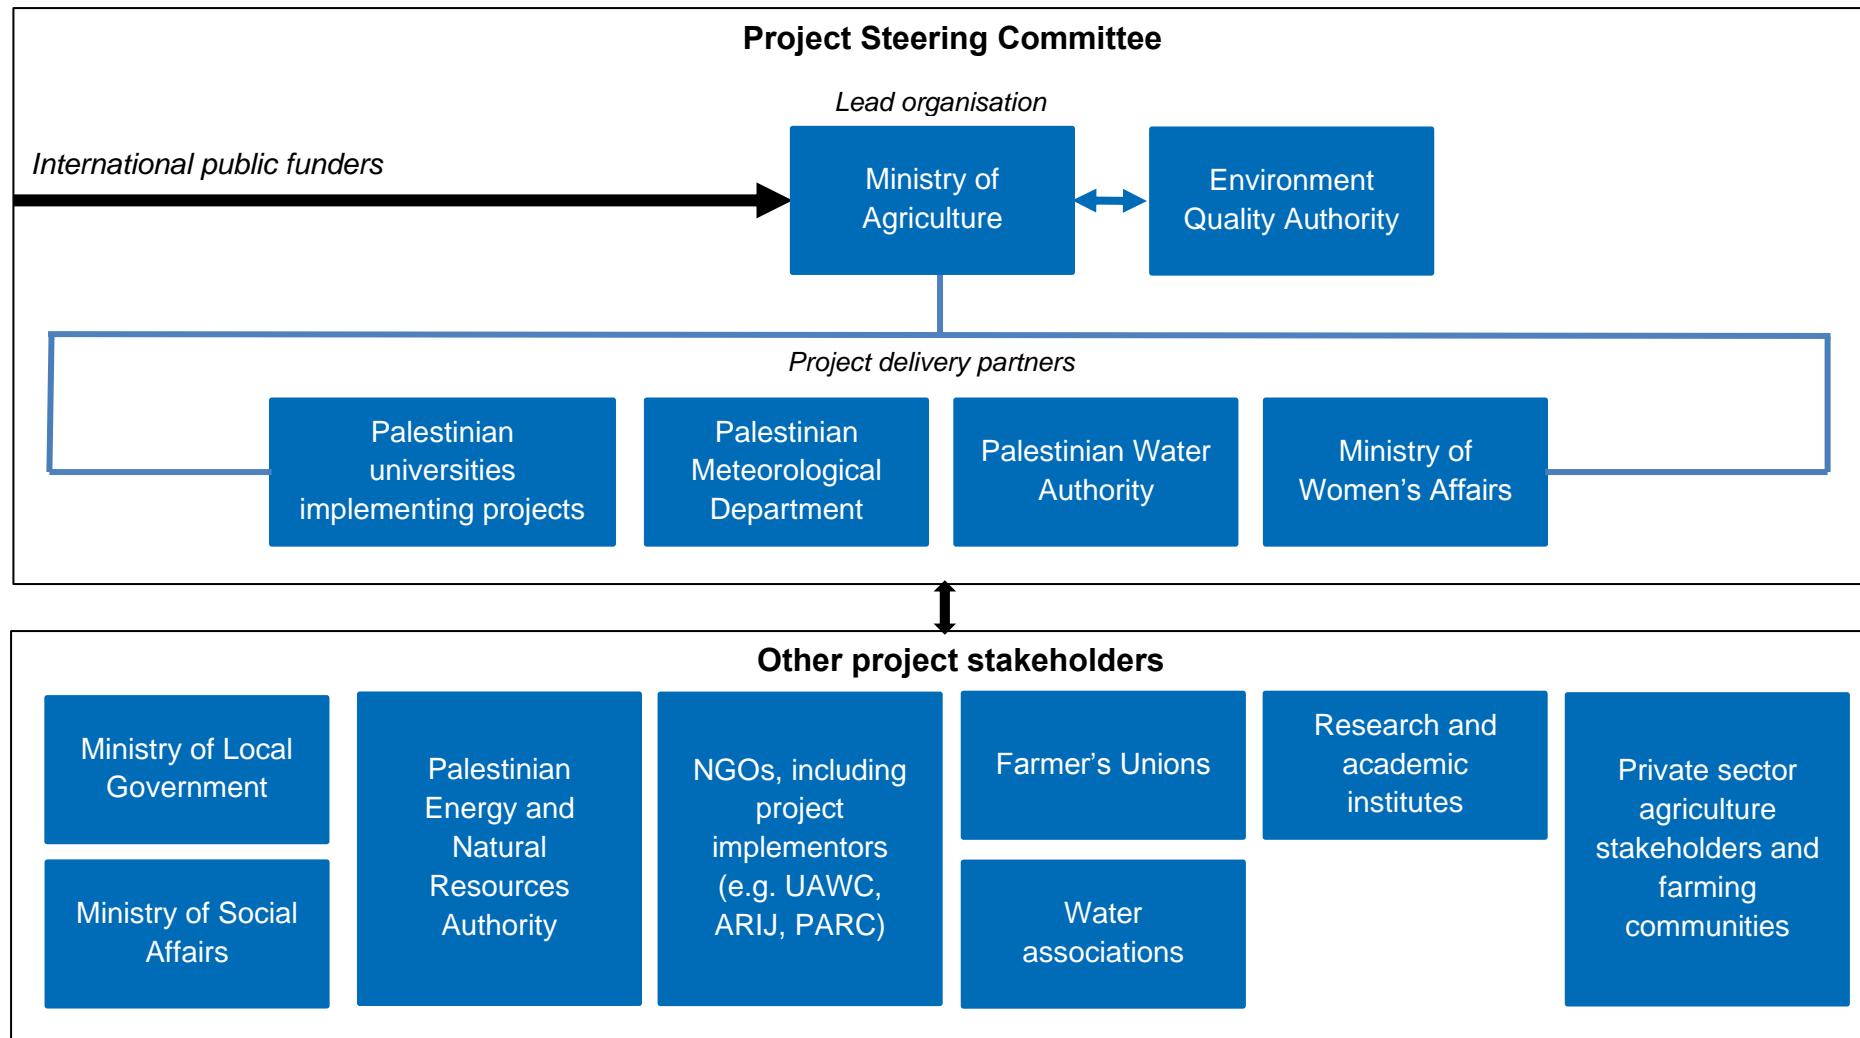 Project Steering Committee
Lead organisation
International public funders
Ministry of
Agriculture
Environment
Quality Authority
Project delivery partners
Palestinian
universities
implementing projects
Palestinian
Meteorological
Department
Palestinian Water
Authority
Ministry of
Women’s Affairs
Other project stakeholders
Ministry of Local
Government
Ministry of Social
Affairs
Palestinian
Energy and
Natural
Resources
Authority
NGOs, including
project
implementors
(e.g. UAWC,
ARIJ, PARC)
Farmer’s Unions
Water
associations
Research and
academic
institutes
Private sector
agriculture
stakeholders and
farming
communities